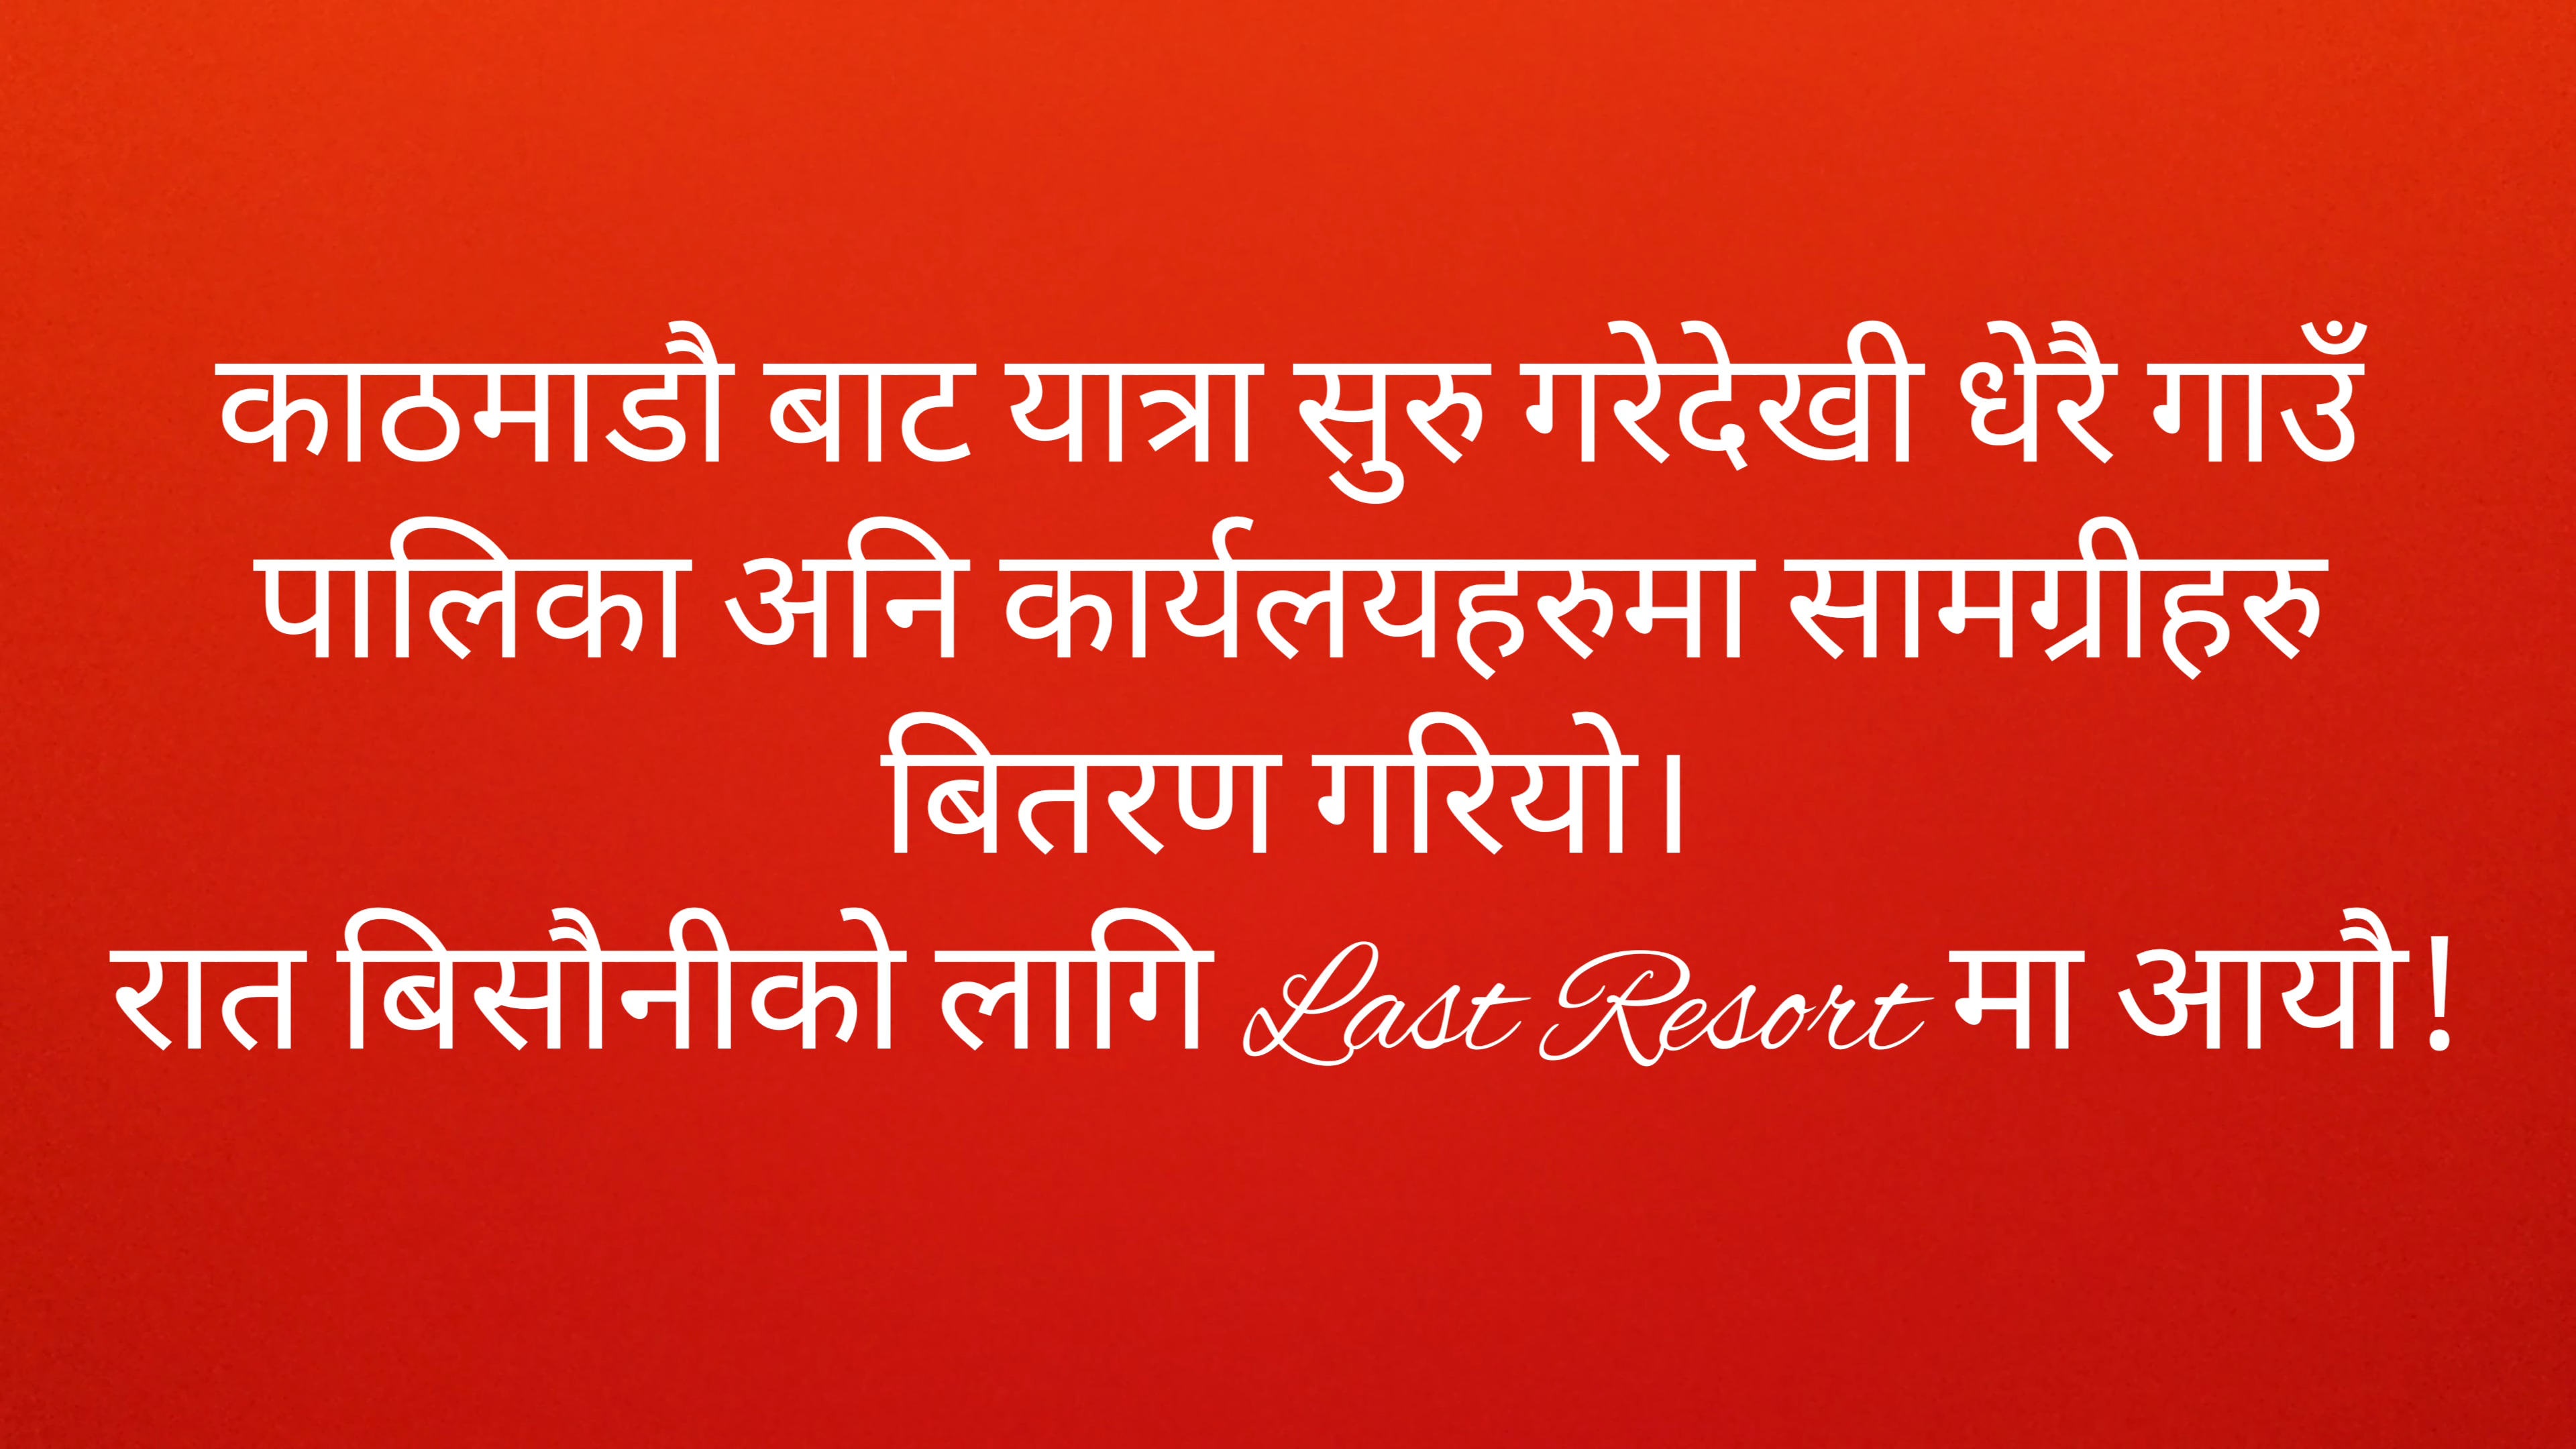 काठमाडौ बाट यात्रा सुरु गरेदेखी धेरै गाउँ
पालिका अनि कार्यलयहरुमा सामग्रीहरु
बितरण गरियो।
रात बिसौनीको लागि Last Resort मा आयौ!